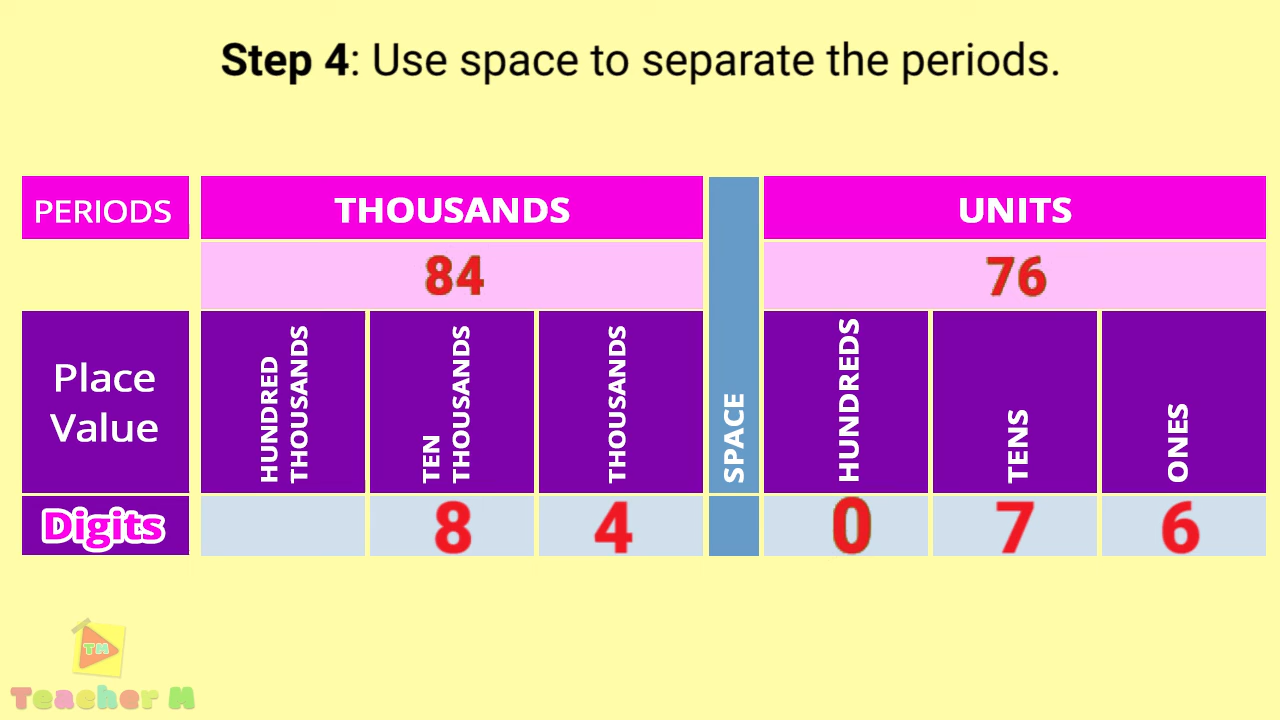 Step 4: Use space to separate the periods.
PERIODS THOUSANDS UNITS
84 76
Place
Value
HUNDRED
THOUSANDS
TEN
THOUSANDS
THOUSANDS
SPACE
HUNDREDS
TENS
ONES
Digits 8 4 0 7 6
TM
Teacher M